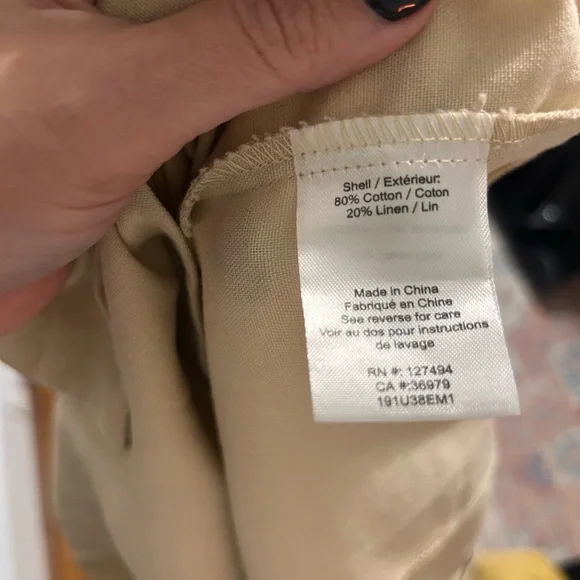 Shell / Extérieur:
80% Cotton / Coton
20% Linen / Lin
Made in China
Fabriqué en Chine
See reverse for care
Voir au dos pour instructions
de lavage
RN #: 127494
CA #:36979
191U38EM1